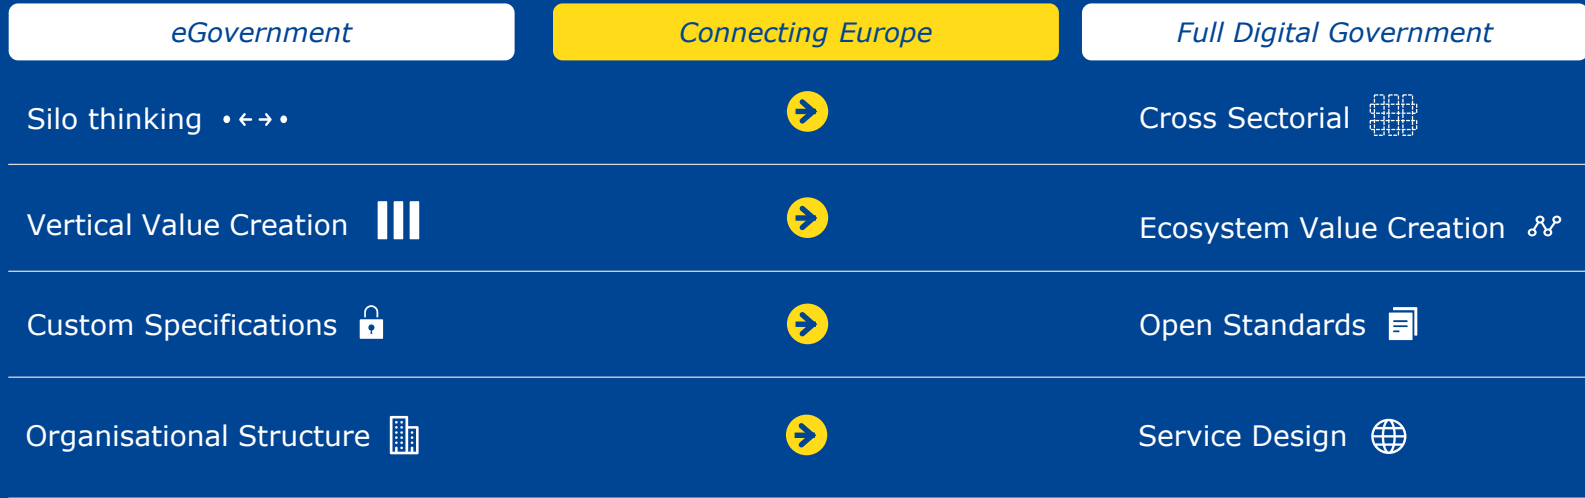 eGovernment
Connecting Europe
Full Digital Government
Silo thinking
Cross Sectorial
Vertical Value Creation
Ecosystem Value Creation
Custom Specifications
Open Standards
Organisational Structure
Service Design